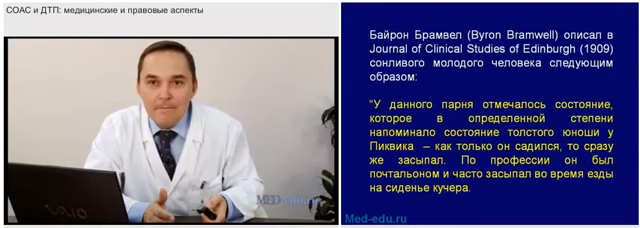 СОАС и ДТП: медицинские и правовые аспекты
MED-edu.ru
VAIO
Байрон Брамвел (Byron Bramwell) описал в
Journal of Clinical Studies of Edinburgh (1909)
сонливого молодого человека следующим
образом:
“У данного парня отмечалось состояние,
которое в определенной степени
напоминало состояние толстого юноши у
Пиквика – как только он садился, то сразу
же засыпал. По профессии он был
почтальоном и часто засыпал во время езды
на сиденье кучера.
Med-edu.ru